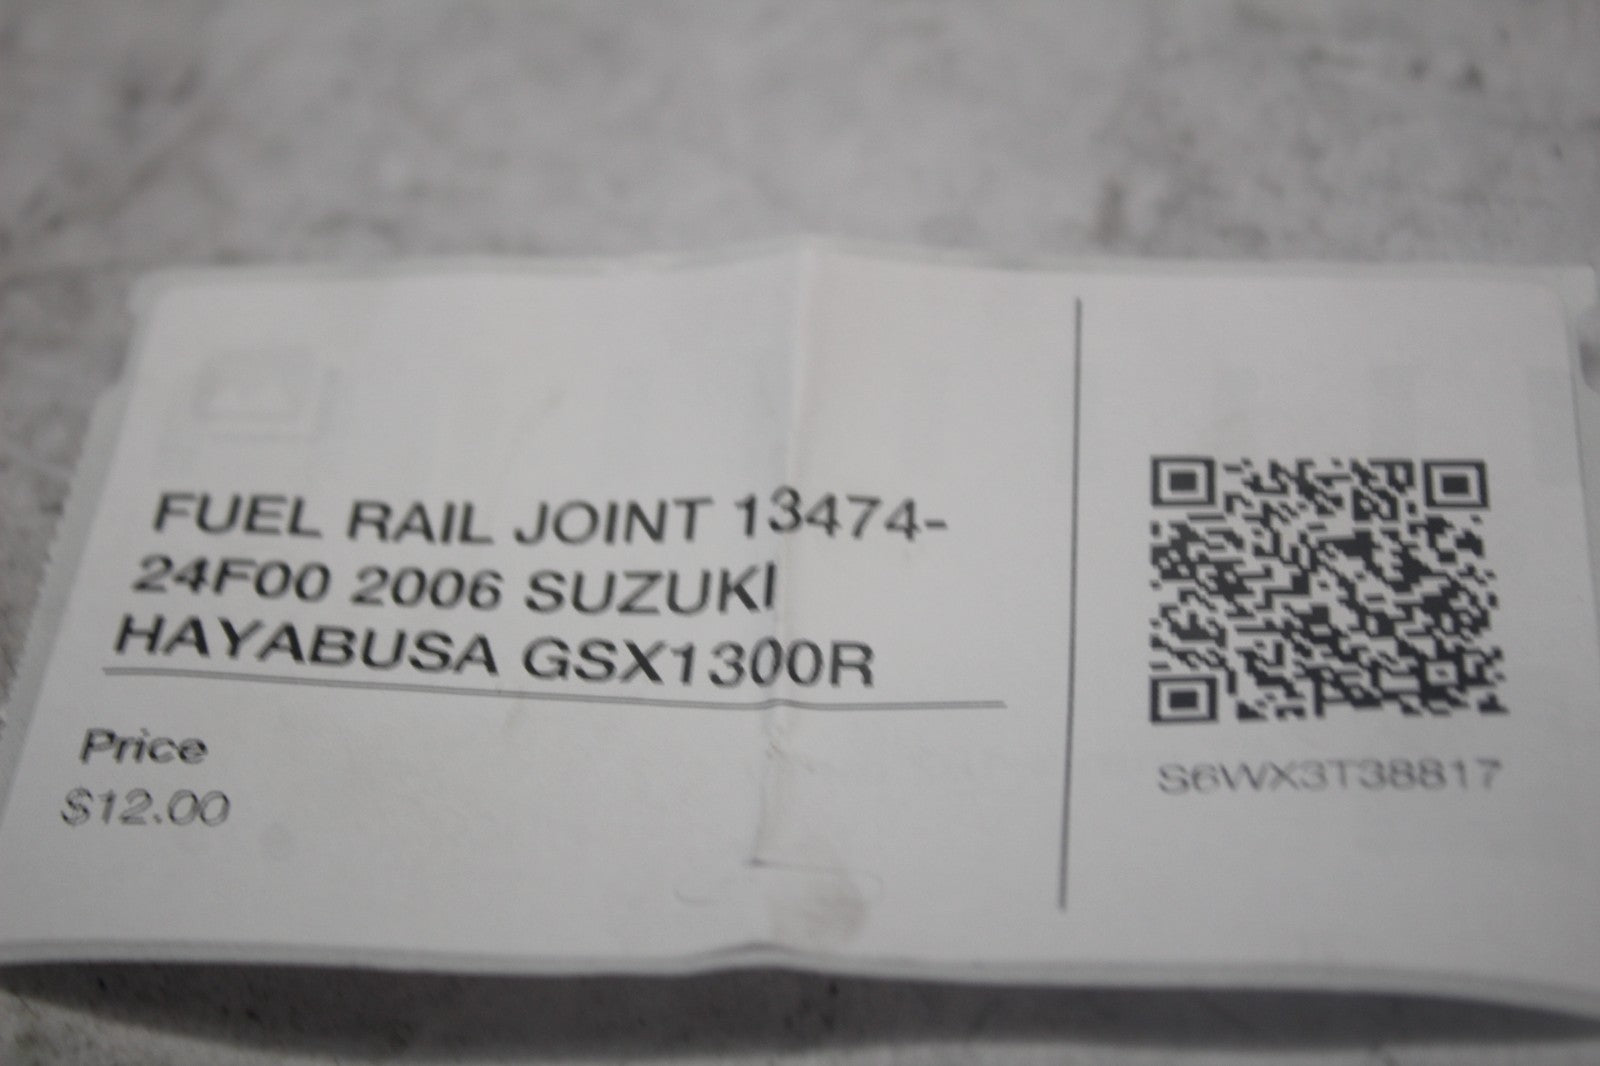 FUEL RAIL JOINT 13474-
24F00 2006 SUZUKI
HAYABUSA GSX1300R
Price
$12.00
S6WX3T38817